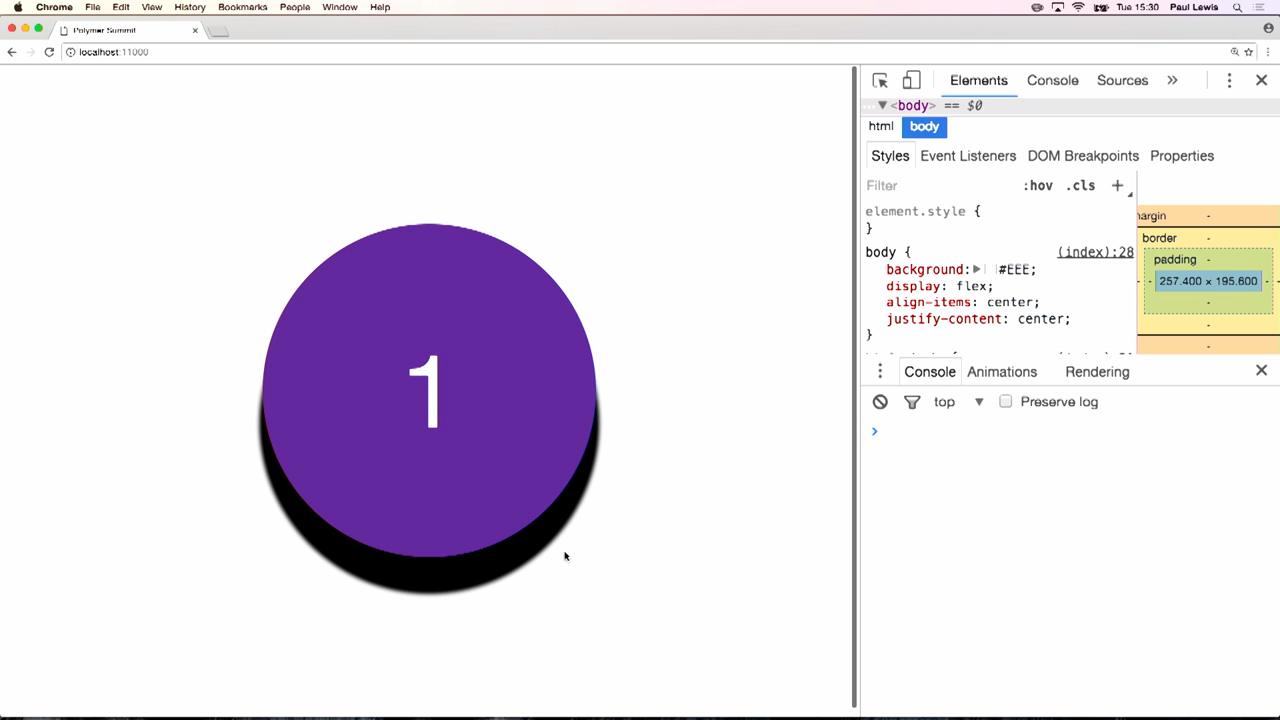 Chrome File Edit View History Bookmarks People Window Help Tue 15:30 Paul Lewis
Polymer Summit
localhost:11000
1
Elements Console Sources
<body> == $0
html body
Styles Event Listeners DOM Breakpoints Properties
Filter :hov .cls +
element.style {
}
body { (index):28
background: #EEE;
display: flex;
align-items: center;
justify-content: center;
}
argin -
border -
padding -
- 257.400 × 195.600 -
-
-
-
Console Animations Rendering
top Preserve log